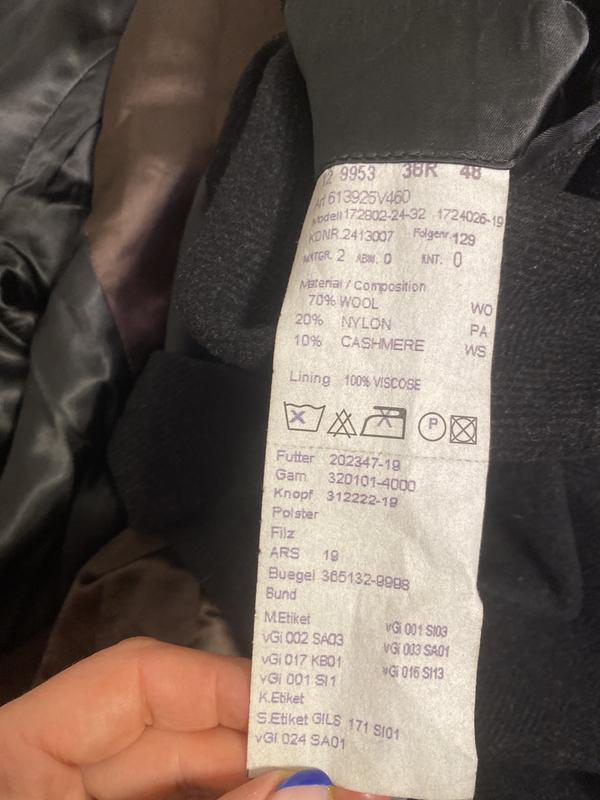 12 9953 38R 48
Art 613925V460
Modell 172902-24-32 1724026-19
KDNR.2413007 Folgenr.129
MXTGR. 2 ABW. 0 KNT. 0
Material / Composition
70% WOOL WO
20% NYLON PA
10% CASHMERE WS
Lining 100% VISCOSE
P
Futter 202347-19
Garn 320101-4000
Knopf 312222-19
Polster
Filz
ARS 19
Buegel 365132-9998
Bund
M.Etiket vGi 001 SI03
vGi 002 SA03 vGi 003 SA01
vGi 017 KB01 vGi 016 SI13
vGi 001 SI1
K.Etiket
S.Etiket GILS 171 SI01
vGi 024 SA01